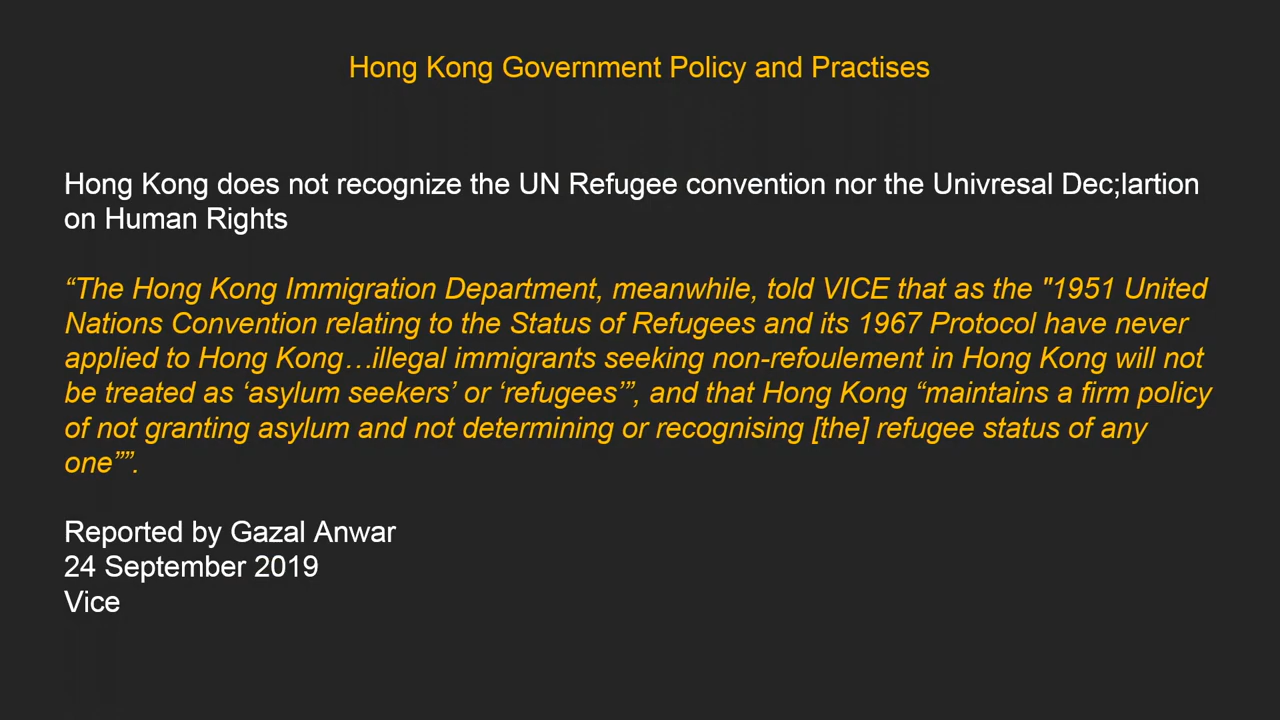 Hong Kong Government Policy and Practises
Hong Kong does not recognize the UN Refugee convention nor the Univresal Dec;lartion
on Human Rights
“The Hong Kong Immigration Department, meanwhile, told VICE that as the "1951 United
Nations Convention relating to the Status of Refugees and its 1967 Protocol have never
applied to Hong Kong…illegal immigrants seeking non-refoulement in Hong Kong will not
be treated as ‘asylum seekers’ or ‘refugees’”, and that Hong Kong “maintains a firm policy
of not granting asylum and not determining or recognising [the] refugee status of any
one””.
Reported by Gazal Anwar
24 September 2019
Vice